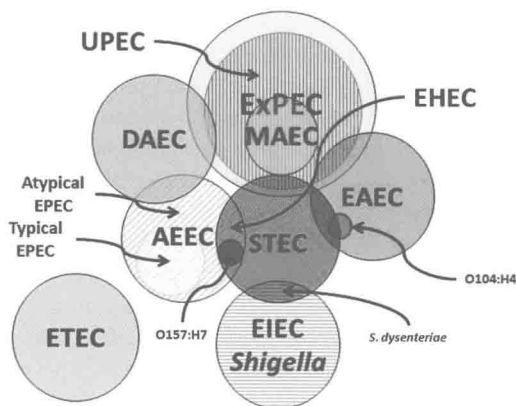 UPEC
ExPEC
MAEC
EHEC
DAEC
EAEC
Atypical
EPEC
Typical
EPEC
AEEC
STEC
O104:H4
O157:H7
S. dysenteriae
ETEC
EIEC
Shigella